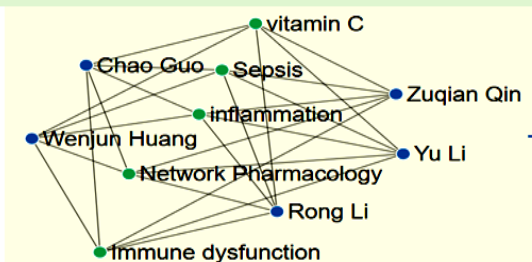 vitamin C
Chao Guo
Sepsis
Zuqian Qin
inflammation
Wenjun Huang
Yu Li
Network Pharmacology
Rong Li
Immune dysfunction